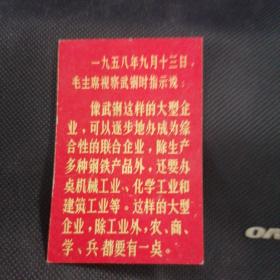 一九五八年九月十三日，
毛主席视察武钢时指示说：
像武钢这样的大型企
业，可以逐步地办成为综
合性的联合企业，除生产
多种钢铁产品外，还要办
点机械工业、化学工业和
建筑工业等。这样的大型
企业，除工业外，农、商、
学、兵都要有一点。